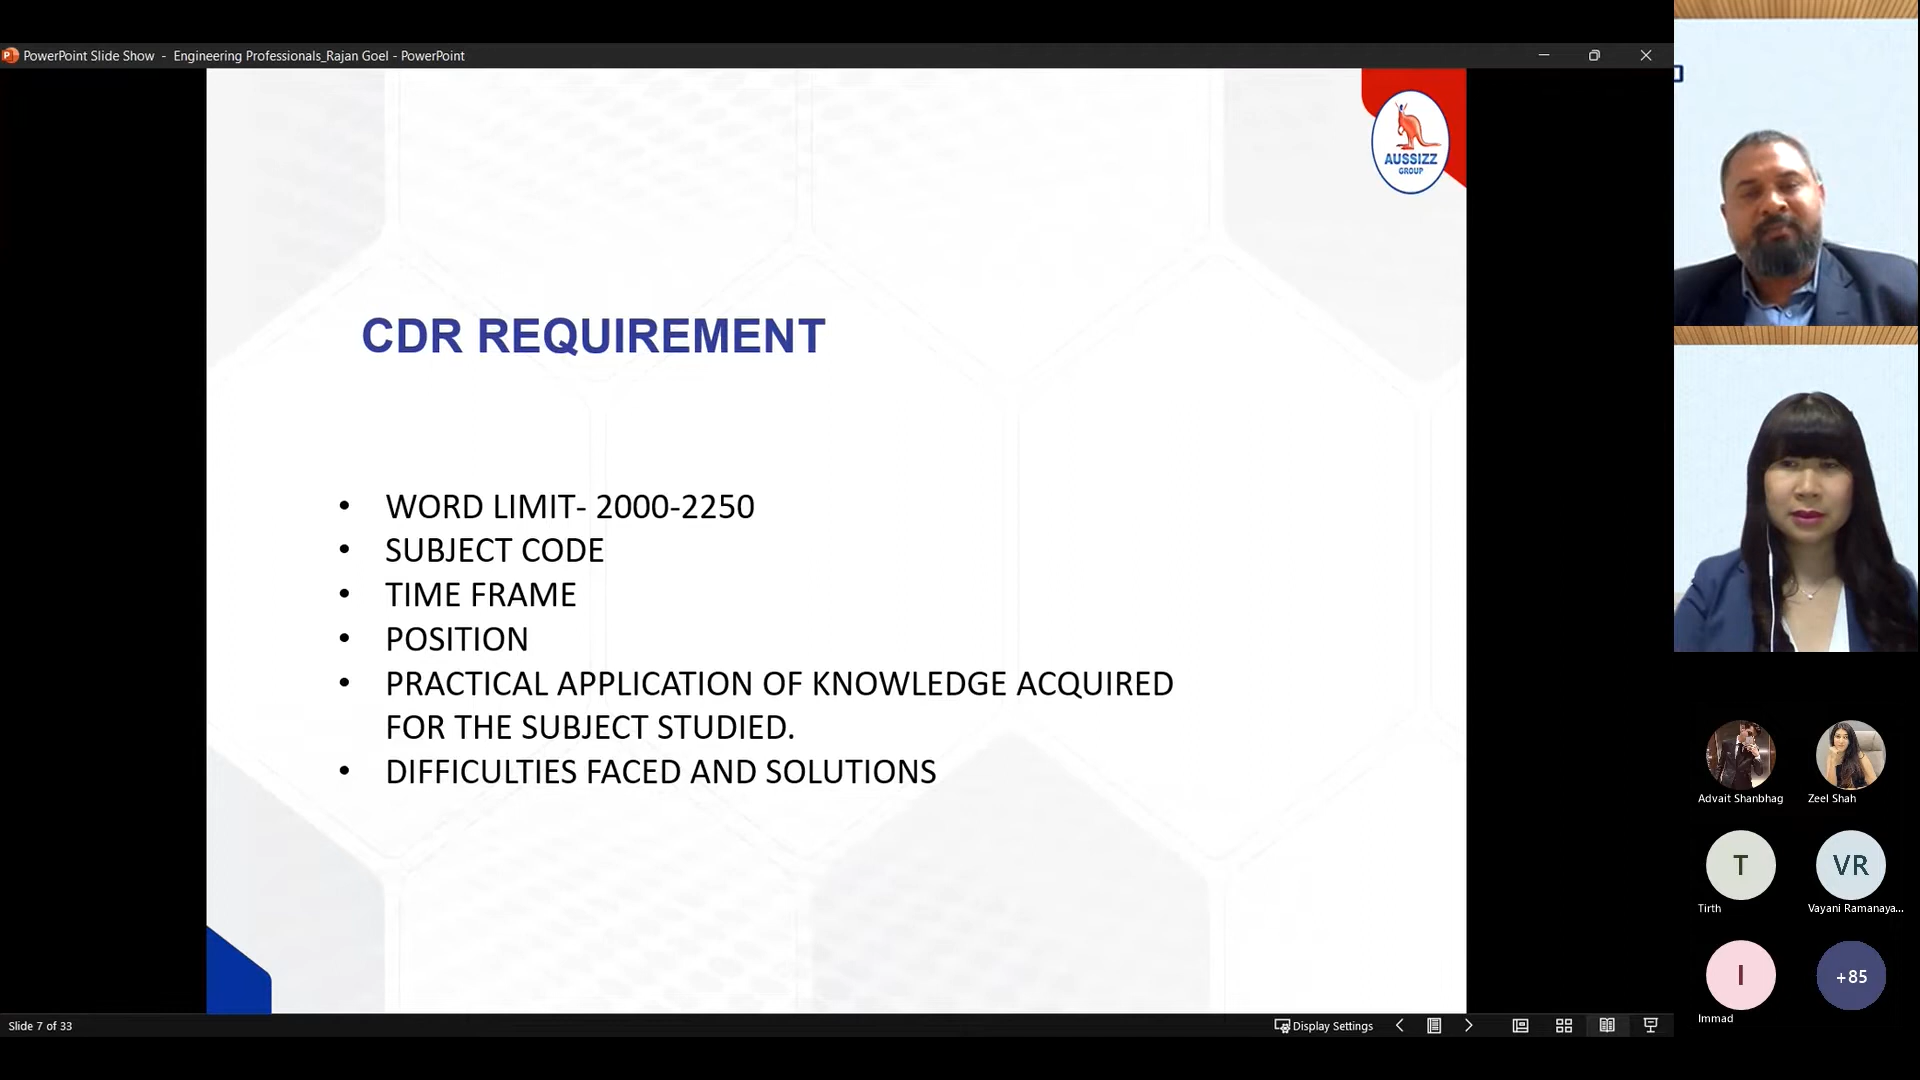 PowerPoint Slide Show - Engineering Professionals_Rajan Goel - PowerPoint
AUSSIZZ
GROUP
CDR REQUIREMENT
• WORD LIMIT- 2000-2250
• SUBJECT CODE
• TIME FRAME
• POSITION
• PRACTICAL APPLICATION OF KNOWLEDGE ACQUIRED
FOR THE SUBJECT STUDIED.
• DIFFICULTIES FACED AND SOLUTIONS
Advait Shanbhag
Zeel Shah
T
VR
Tirth
Vayani Ramanaya...
I
+85
Immad
Slide 7 of 33
Display Settings